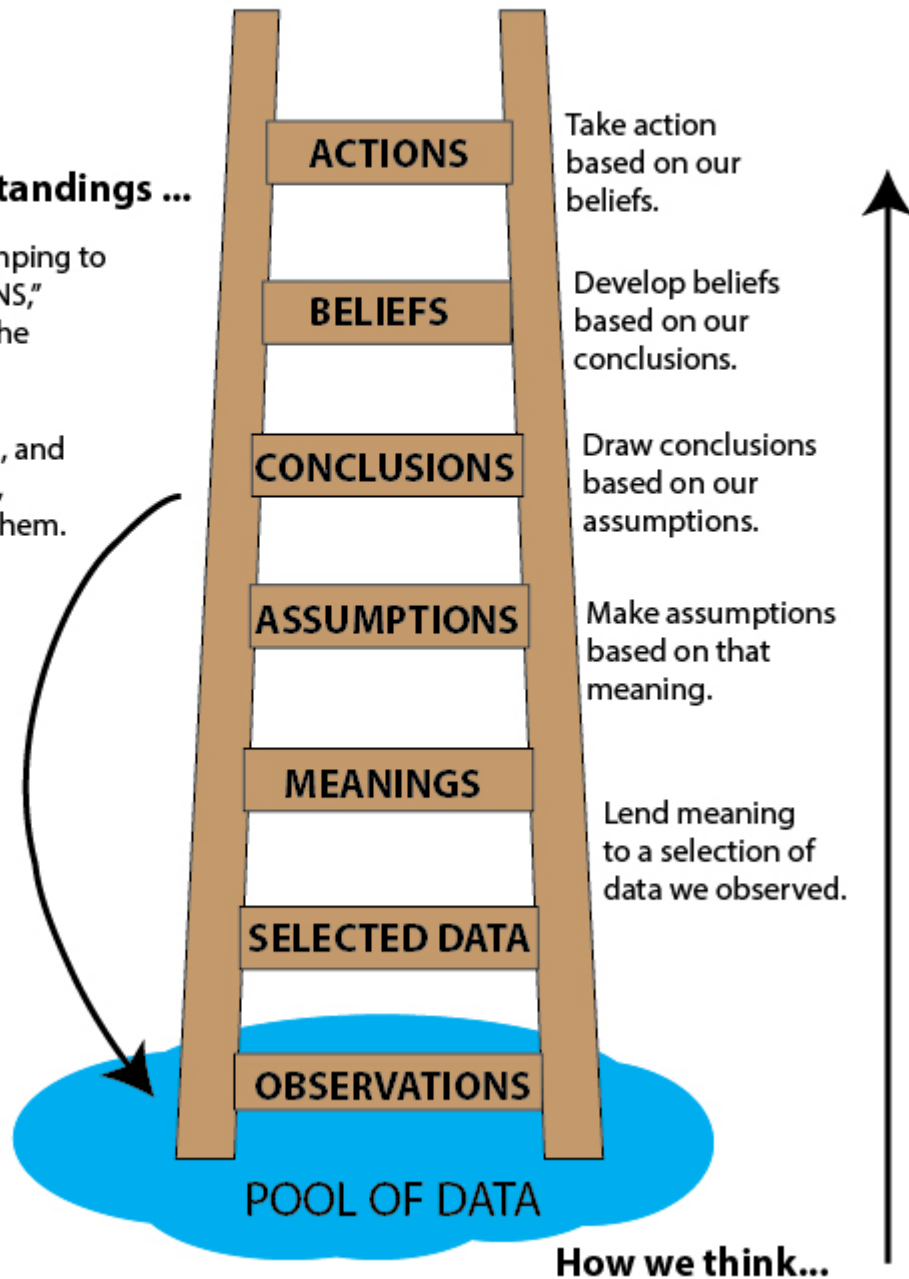 standings ...
mping to
NS,"
he
, and
,
hem.
ACTIONS
Take action
based on our
beliefs.
BELIEFS
Develop beliefs
based on our
conclusions.
CONCLUSIONS
Draw conclusions
based on our
assumptions.
ASSUMPTIONS
Make assumptions
based on that
meaning.
MEANINGS
Lend meaning
to a selection of
data we observed.
SELECTED DATA
OBSERVATIONS
POOL OF DATA
How we think...